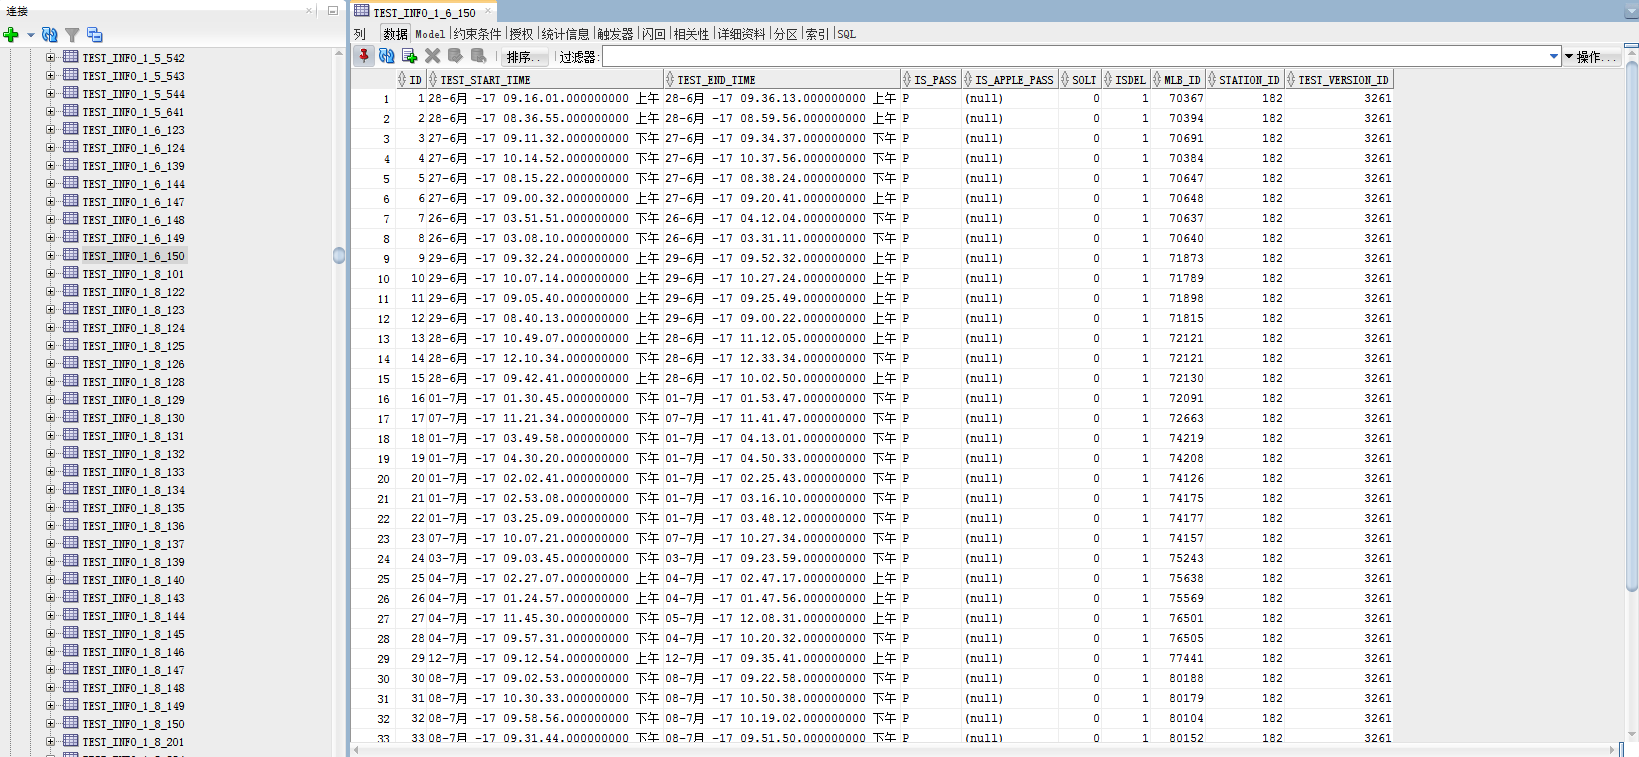 连接
TEST_INFO_1_5_542
TEST_INFO_1_5_543
TEST_INFO_1_5_544
TEST_INFO_1_5_641
TEST_INFO_1_6_123
TEST_INFO_1_6_124
TEST_INFO_1_6_139
TEST_INFO_1_6_144
TEST_INFO_1_6_147
TEST_INFO_1_6_148
TEST_INFO_1_6_149
TEST_INFO_1_6_150
TEST_INFO_1_8_101
TEST_INFO_1_8_122
TEST_INFO_1_8_123
TEST_INFO_1_8_124
TEST_INFO_1_8_125
TEST_INFO_1_8_126
TEST_INFO_1_8_128
TEST_INFO_1_8_129
TEST_INFO_1_8_130
TEST_INFO_1_8_131
TEST_INFO_1_8_132
TEST_INFO_1_8_133
TEST_INFO_1_8_134
TEST_INFO_1_8_135
TEST_INFO_1_8_136
TEST_INFO_1_8_137
TEST_INFO_1_8_139
TEST_INFO_1_8_140
TEST_INFO_1_8_143
TEST_INFO_1_8_144
TEST_INFO_1_8_145
TEST_INFO_1_8_146
TEST_INFO_1_8_147
TEST_INFO_1_8_148
TEST_INFO_1_8_149
TEST_INFO_1_8_150
TEST_INFO_1_8_201
TEST_INFO_1_6_150
列 数据 Model 约束条件 授权 统计信息 触发器 闪回 相关性 详细资料 分区 索引 SQL
排序.. 过滤器: 操作...
ID TEST_START_TIME TEST_END_TIME IS_PASS IS_APPLE_PASS SOLT ISDEL MLB_ID STATION_ID TEST_VERSION_ID
1 1 28-6月 -17 09.16.01.000000000 上午 28-6月 -17 09.36.13.000000000 上午 P (null) 0 1 70367 182 3261
2 2 28-6月 -17 08.36.55.000000000 上午 28-6月 -17 08.59.56.000000000 上午 P (null) 0 1 70394 182 3261
3 3 27-6月 -17 09.11.32.000000000 下午 27-6月 -17 09.34.37.000000000 下午 P (null) 0 1 70691 182 3261
4 4 27-6月 -17 10.14.52.000000000 下午 27-6月 -17 10.37.56.000000000 下午 P (null) 0 1 70384 182 3261
5 5 27-6月 -17 08.15.22.000000000 下午 27-6月 -17 08.38.24.000000000 下午 P (null) 0 1 70647 182 3261
6 6 27-6月 -17 09.00.32.000000000 下午 27-6月 -17 09.20.41.000000000 下午 P (null) 0 1 70648 182 3261
7 7 26-6月 -17 03.51.51.000000000 下午 26-6月 -17 04.12.04.000000000 下午 P (null) 0 1 70637 182 3261
8 8 26-6月 -17 03.08.10.000000000 下午 26-6月 -17 03.31.11.000000000 下午 P (null) 0 1 70640 182 3261
9 9 29-6月 -17 09.32.24.000000000 上午 29-6月 -17 09.52.32.000000000 上午 P (null) 0 1 71873 182 3261
10 10 29-6月 -17 10.07.14.000000000 上午 29-6月 -17 10.27.24.000000000 上午 P (null) 0 1 71789 182 3261
11 11 29-6月 -17 09.05.40.000000000 上午 29-6月 -17 09.25.49.000000000 上午 P (null) 0 1 71898 182 3261
12 12 29-6月 -17 08.40.13.000000000 上午 29-6月 -17 09.00.22.000000000 上午 P (null) 0 1 71815 182 3261
13 13 28-6月 -17 10.49.07.000000000 上午 28-6月 -17 11.12.05.000000000 上午 P (null) 0 1 72121 182 3261
14 14 28-6月 -17 12.10.34.000000000 下午 28-6月 -17 12.33.34.000000000 下午 P (null) 0 1 72121 182 3261
15 15 28-6月 -17 09.42.41.000000000 上午 28-6月 -17 10.02.50.000000000 上午 P (null) 0 1 72130 182 3261
16 16 01-7月 -17 01.30.45.000000000 上午 01-7月 -17 01.53.47.000000000 上午 P (null) 0 1 72091 182 3261
17 17 07-7月 -17 11.21.34.000000000 下午 07-7月 -17 11.41.47.000000000 下午 P (null) 0 1 72663 182 3261
18 18 01-7月 -17 03.49.58.000000000 下午 01-7月 -17 04.13.01.000000000 下午 P (null) 0 1 74219 182 3261
19 19 01-7月 -17 04.30.20.000000000 下午 01-7月 -17 04.50.33.000000000 下午 P (null) 0 1 74208 182 3261
20 20 01-7月 -17 02.02.41.000000000 下午 01-7月 -17 02.25.43.000000000 下午 P (null) 0 1 74126 182 3261
21 21 01-7月 -17 02.53.08.000000000 下午 01-7月 -17 03.16.10.000000000 下午 P (null) 0 1 74175 182 3261
22 22 01-7月 -17 03.25.09.000000000 下午 01-7月 -17 03.48.12.000000000 下午 P (null) 0 1 74177 182 3261
23 23 07-7月 -17 10.07.21.000000000 下午 07-7月 -17 10.27.34.000000000 下午 P (null) 0 1 74157 182 3261
24 24 03-7月 -17 09.03.45.000000000 下午 03-7月 -17 09.23.59.000000000 下午 P (null) 0 1 75243 182 3261
25 25 04-7月 -17 02.27.07.000000000 上午 04-7月 -17 02.47.17.000000000 上午 P (null) 0 1 75638 182 3261
26 26 04-7月 -17 01.24.57.000000000 上午 04-7月 -17 01.47.56.000000000 上午 P (null) 0 1 75569 182 3261
27 27 04-7月 -17 11.45.30.000000000 下午 05-7月 -17 12.08.31.000000000 上午 P (null) 0 1 76501 182 3261
28 28 04-7月 -17 09.57.31.000000000 下午 04-7月 -17 10.20.32.000000000 下午 P (null) 0 1 76505 182 3261
29 29 12-7月 -17 09.12.54.000000000 上午 12-7月 -17 09.35.41.000000000 上午 P (null) 0 1 77441 182 3261
30 30 08-7月 -17 09.02.53.000000000 下午 08-7月 -17 09.22.58.000000000 下午 P (null) 0 1 80188 182 3261
31 31 08-7月 -17 10.30.33.000000000 下午 08-7月 -17 10.50.38.000000000 下午 P (null) 0 1 80179 182 3261
32 32 08-7月 -17 09.58.56.000000000 下午 08-7月 -17 10.19.02.000000000 下午 P (null) 0 1 80104 182 3261
33 33 08-7月 -17 09.31.44.000000000 下午 08-7月 -17 09.51.50.000000000 下午 P (null) 0 1 80152 182 3261